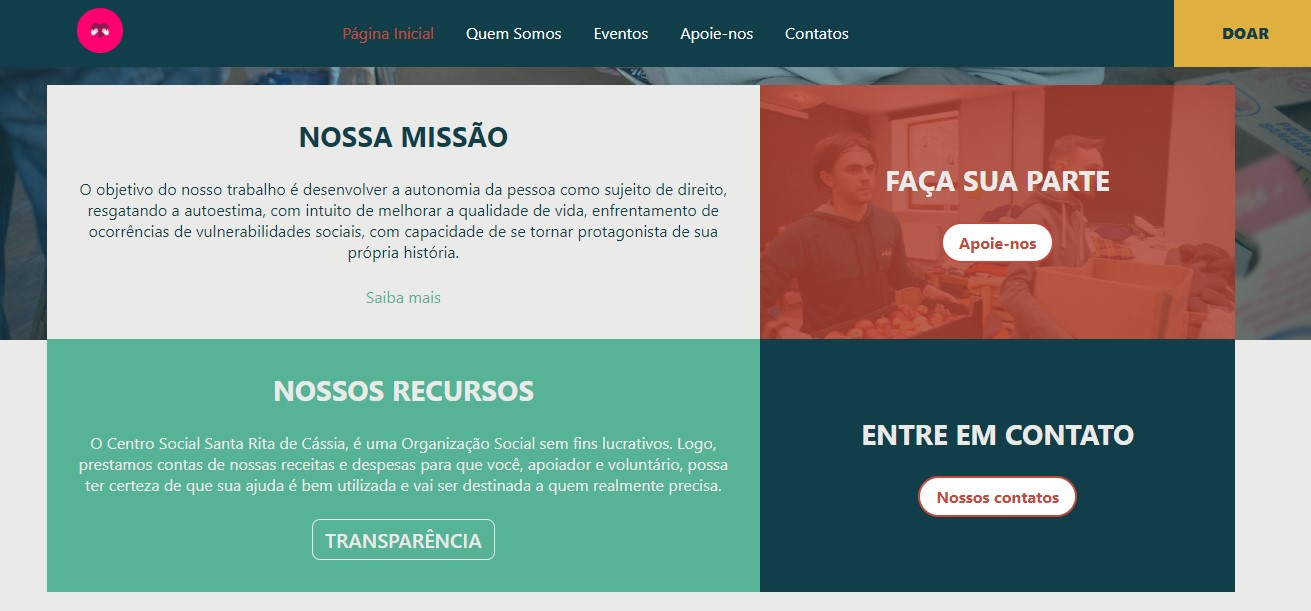 Página Inicial
Quem Somos
Eventos
Apoie-nos
Contatos
DOAR
NOSSA MISSÃO
O objetivo do nosso trabalho é desenvolver a autonomia da pessoa como sujeito de direito,
resgatando a autoestima, com intuito de melhorar a qualidade de vida, enfrentamento de
ocorrências de vulnerabilidades sociais, com capacidade de se tornar protagonista de sua
própria história.
Saiba mais
FAÇA SUA PARTE
Apoie-nos
NOSSOS RECURSOS
O Centro Social Santa Rita de Cássia, é uma Organização Social sem fins lucrativos. Logo,
prestamos contas de nossas receitas e despesas para que você, apoiador e voluntário, possa
ter certeza de que sua ajuda é bem utilizada e vai ser destinada a quem realmente precisa.
TRANSPARÊNCIA
ENTRE EM CONTATO
Nossos contatos